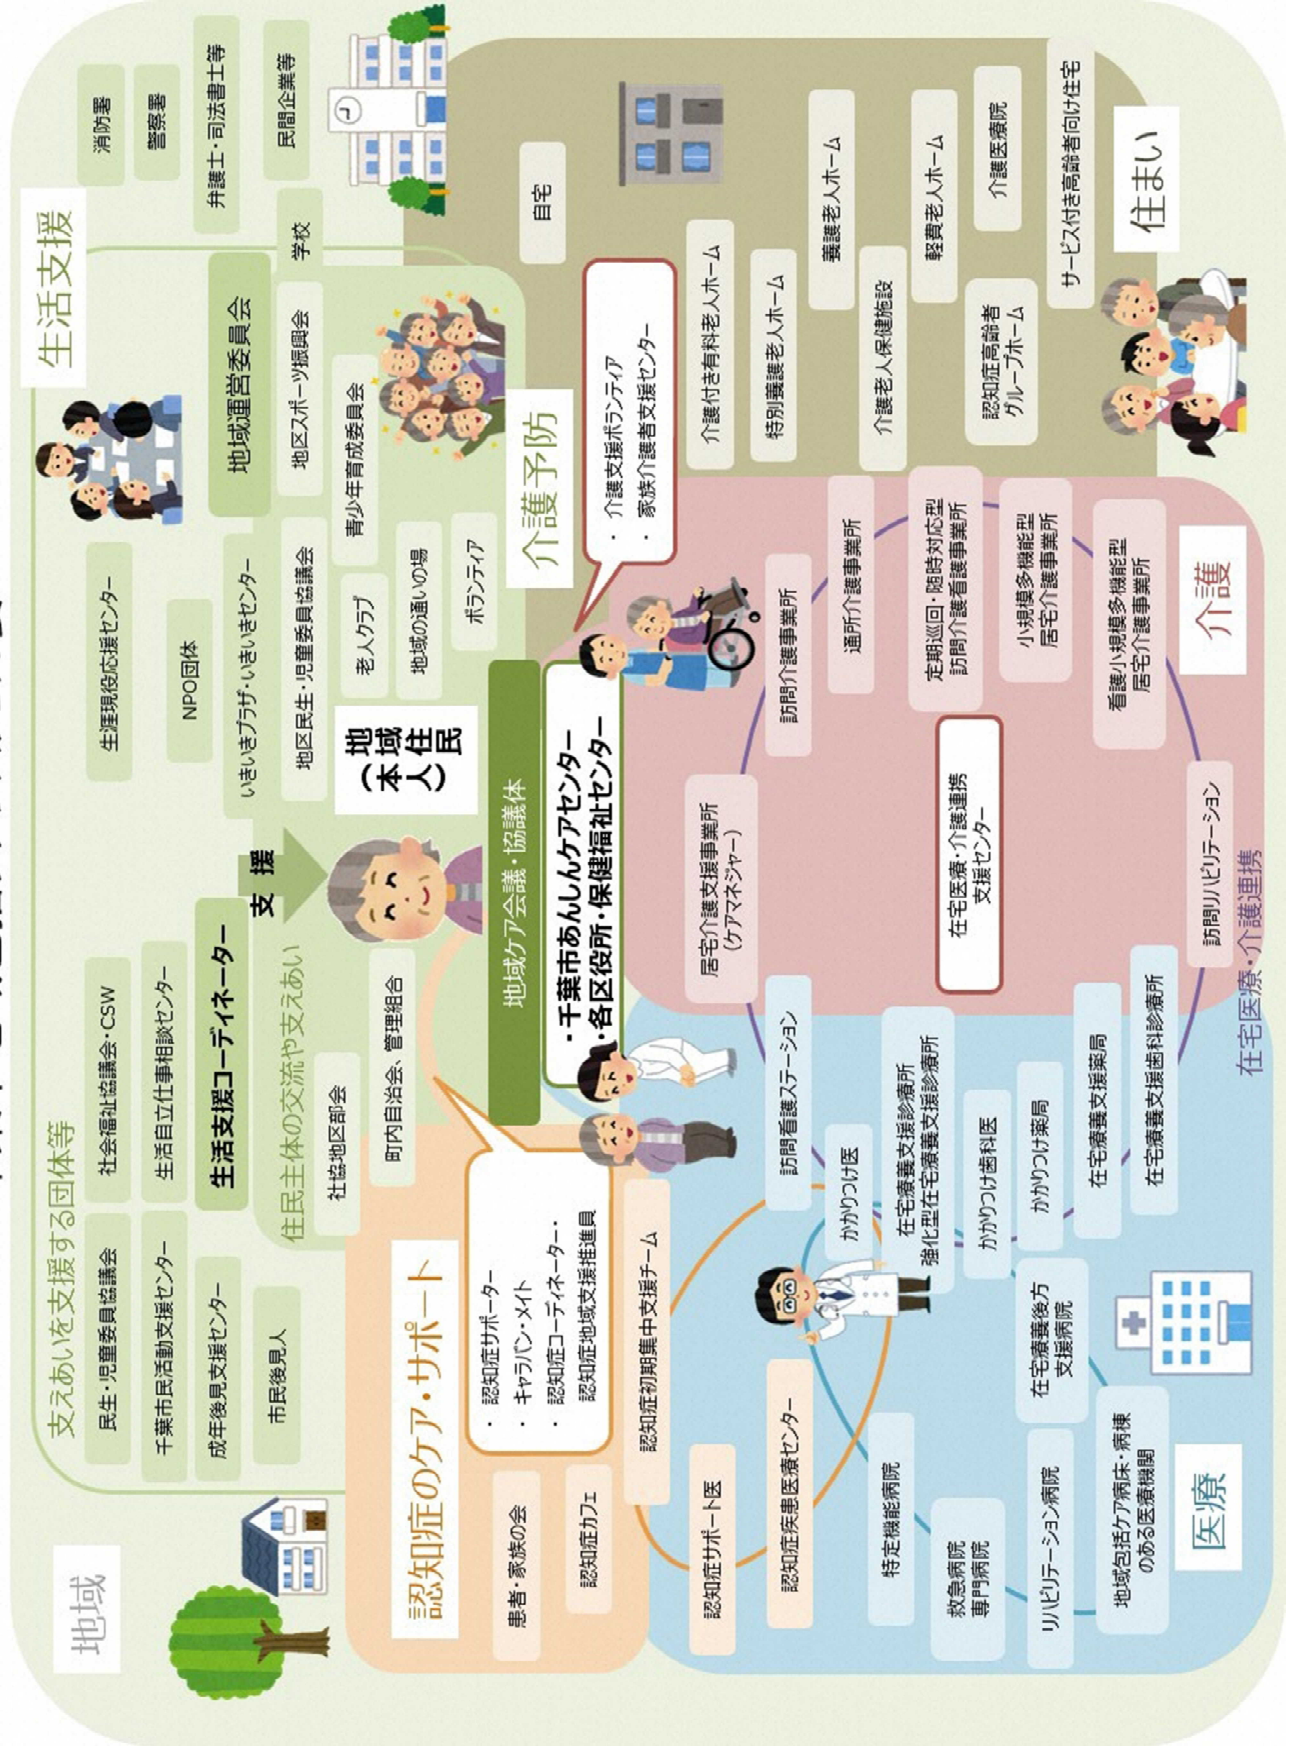 地域
生活支援
支えあいを支援する団体等
民生・児童委員協議会
社会福祉協議会・CSW
生涯現役応援センター
消防署
千葉市民活動支援センター
生活自立仕事相談センター
NPO団体
警察署
成年後見支援センター
生活支援コーディネーター
いきいきプラザ・いきいきセンター
地域運営委員会
弁護士・司法書士等
市民後見人
支援
住民主体の交流や支えあい
地区民生・児童委員協議会
地区スポーツ振興会
学校
民間企業等
社協地区部会
町内自治会、管理組合
地域住民
(本人)
老人クラブ
青少年育成委員会
地域の通いの場
ボランティア
介護予防
認知症のケア・サポート
・ 認知症サポーター
・ キャラバン・メイト
・ 認知症コーディネーター・
認知症地域支援推進員
患者・家族の会
認知症カフェ
認知症初期集中支援チーム
認知症サポート医
認知症疾患医療センター
地域ケア会議・協議体
・千葉市あんしんケアセンター
・各区役所・保健福祉センター
・ 介護支援ボランティア
・ 家族介護者支援センター
自宅
介護付き有料老人ホーム
特別養護老人ホーム
養護老人ホーム
介護老人保健施設
軽費老人ホーム
認知症高齢者
グループホーム
介護医療院
サービス付き高齢者向け住宅
住まい
居宅介護支援事業所
(ケアマネジャー)
訪問介護事業所
通所介護事業所
定期巡回・随時対応型
訪問介護看護事業所
小規模多機能型
居宅介護事業所
看護小規模多機能型
居宅介護事業所
訪問リハビリテーション
介護
在宅医療・介護連携
支援センター
在宅医療・介護連携
訪問看護ステーション
かかりつけ医
在宅療養支援診療所
強化型在宅療養支援診療所
かかりつけ歯科医
かかりつけ薬局
在宅療養支援薬局
在宅療養支援歯科診療所
在宅療養後方
支援病院
特定機能病院
救急病院
専門病院
リハビリテーション病院
地域包括ケア病床・病棟
のある医療機関
医療